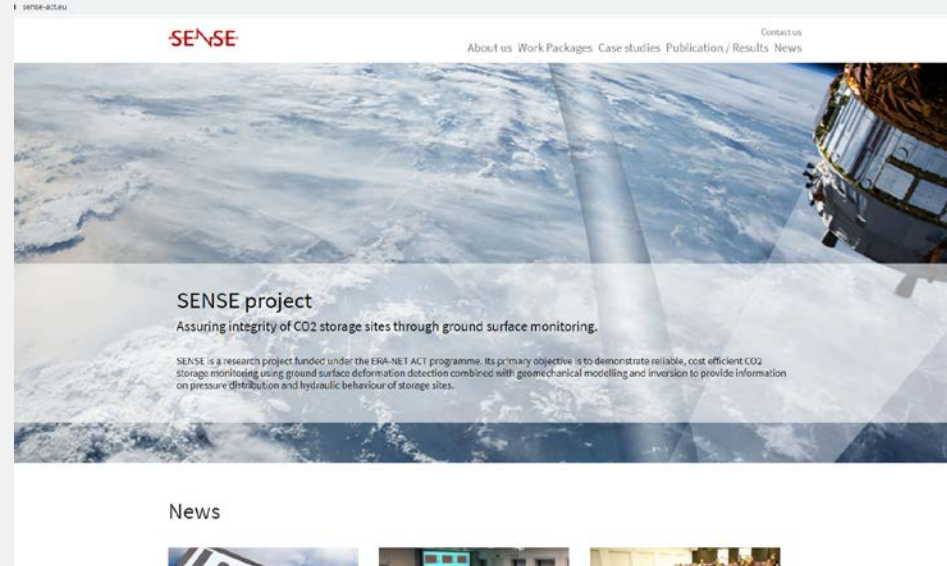 sense-act.eu
SENSE
Contact us
About us Work Packages Case studies Publication / Results News
SENSE project
Assuring integrity of CO2 storage sites through ground surface monitoring.
SENSE is a research project funded under the ERA-NET ACT programme. Its primary objective is to demonstrate reliable, cost efficient CO2
storage monitoring using ground surface deformation detection combined with geomechanical modelling and inversion to provide information
on pressure distribution and hydraulic behaviour of storage sites.
News